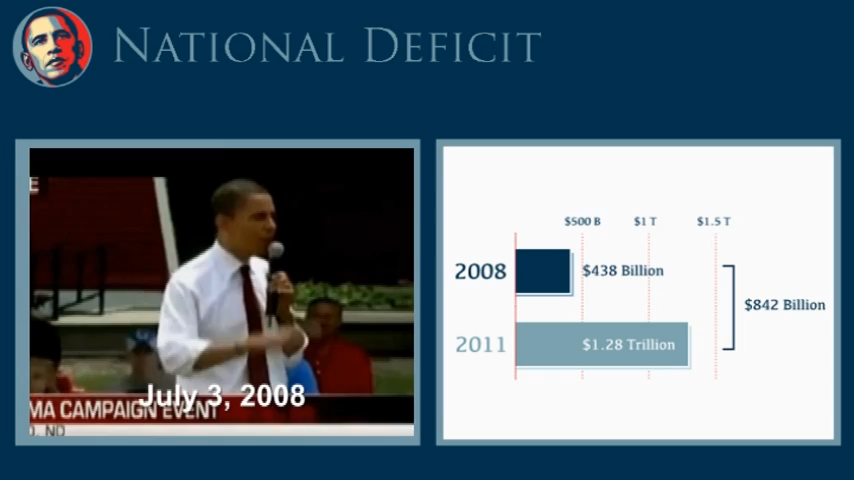 NATIONAL DEFICIT
E
July 3, 2008
MA CAMPAIGN EVENT
, ND
$500 B $1 T $1.5 T
2008 $438 Billion
$842 Billion
2011 $1.28 Trillion